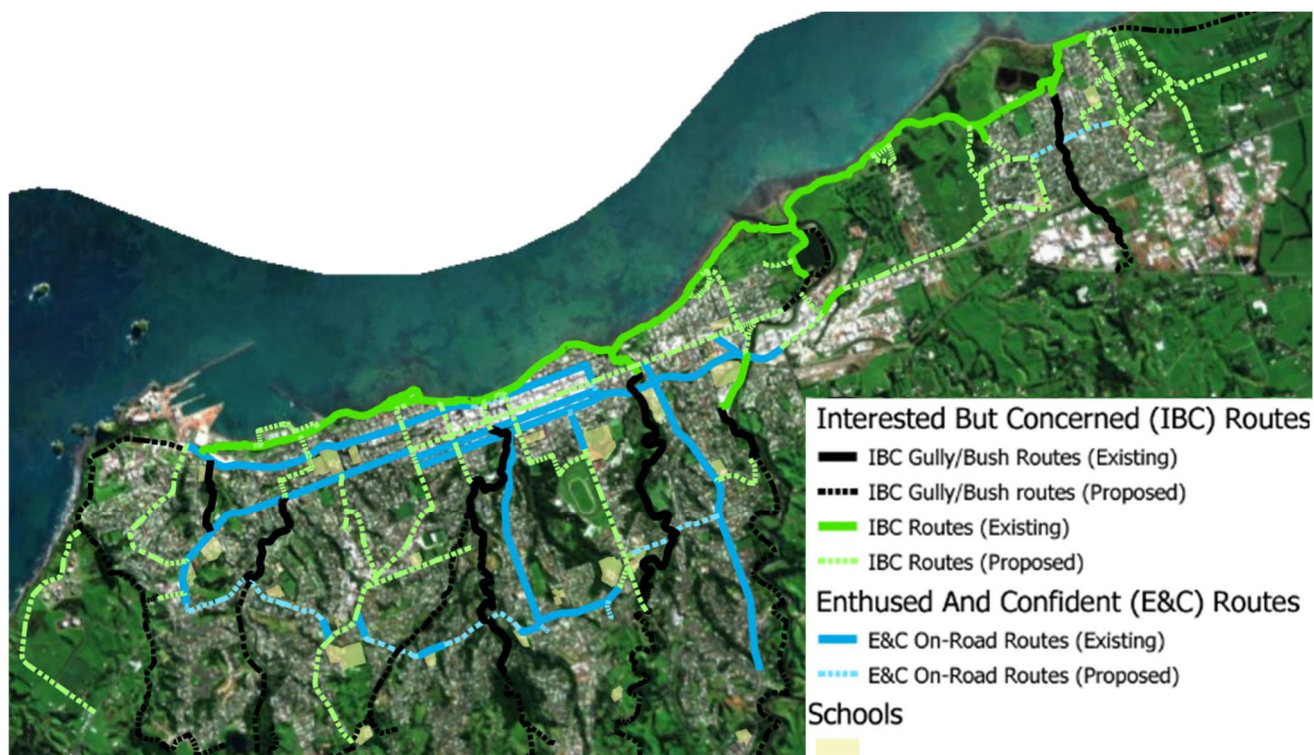 Interested But Concerned (IBC) Routes
IBC Gully/Bush Routes (Existing)
IBC Gully/Bush routes (Proposed)
IBC Routes (Existing)
IBC Routes (Proposed)
Enthused And Confident (E&C) Routes
E&C On-Road Routes (Existing)
E&C On-Road Routes (Proposed)
Schools